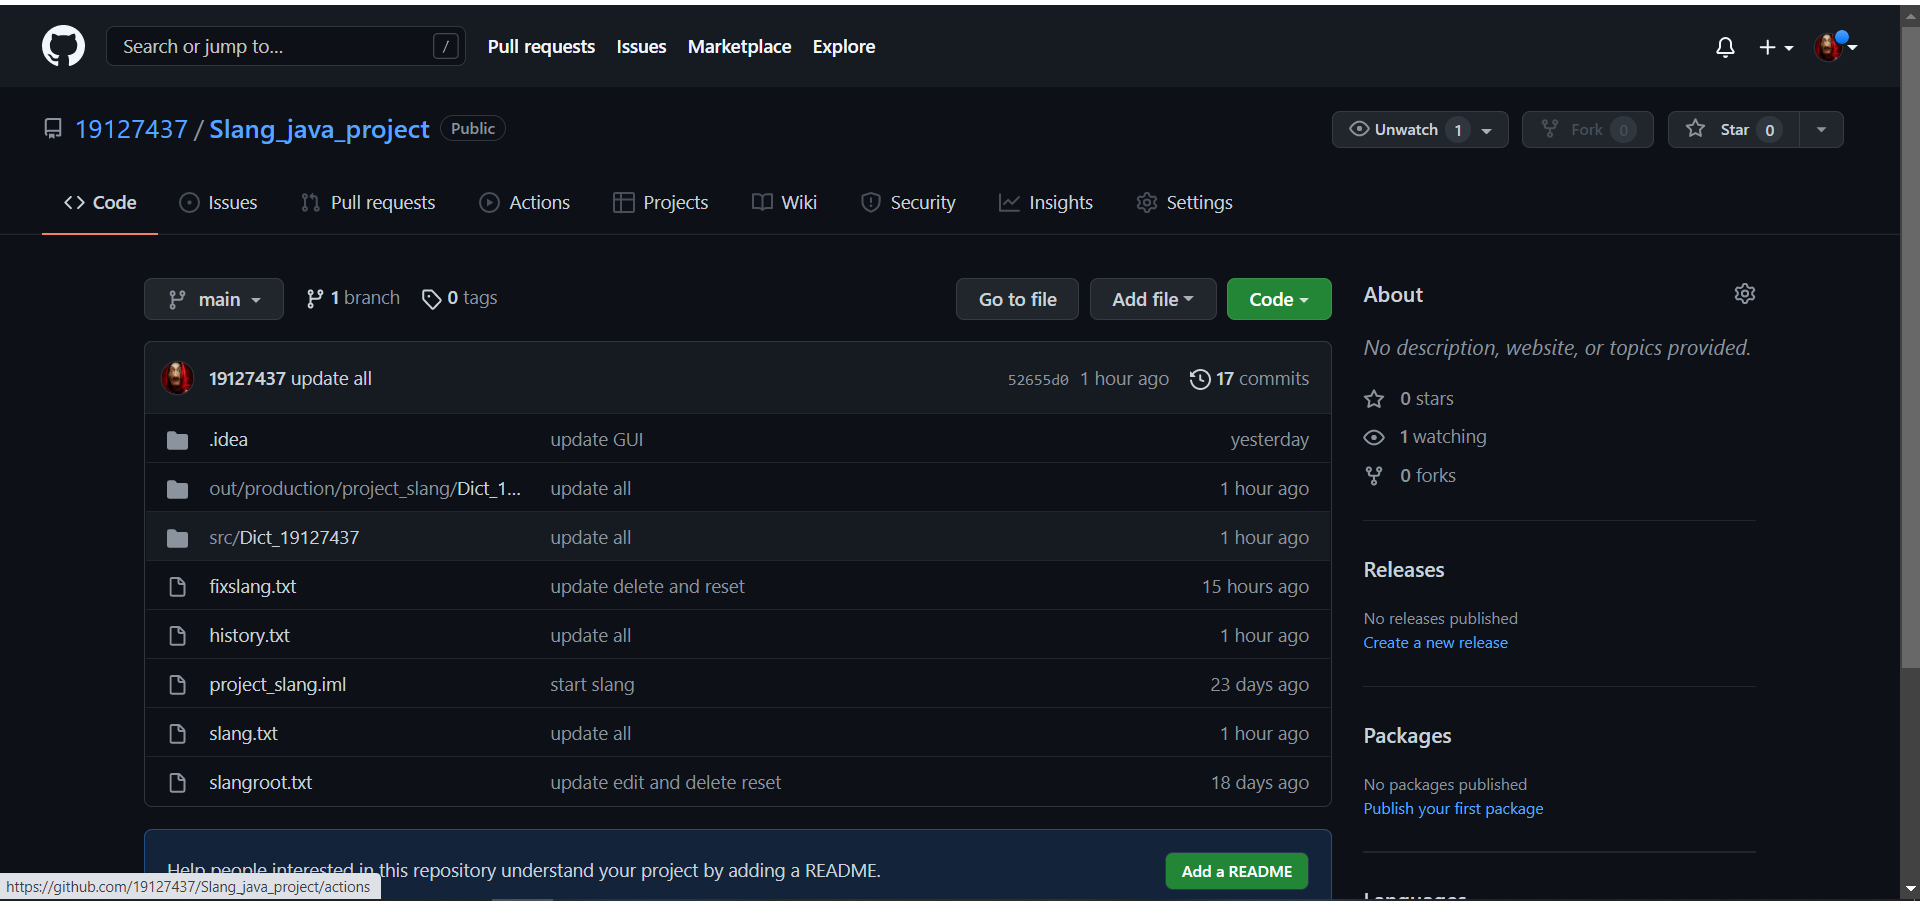 Search or jump to... /
Pull requests Issues Marketplace Explore
19127437 / Slang_java_project Public
Unwatch 1 Fork 0 Star 0
Code Issues Pull requests Actions Projects Wiki Security Insights Settings
main 1 branch 0 tags Go to file Add file Code
19127437 update all 52655d0 1 hour ago 17 commits
.idea update GUI yesterday
out/production/project_slang/Dict_1... update all 1 hour ago
src/Dict_19127437 update all 1 hour ago
fixslang.txt update delete and reset 15 hours ago
history.txt update all 1 hour ago
project_slang.iml start slang 23 days ago
slang.txt update all 1 hour ago
slangroot.txt update edit and delete reset 18 days ago
Help people interested in this repository understand your project by adding a README. Add a README
About
No description, website, or topics provided.
0 stars
1 watching
0 forks
Releases
No releases published
Create a new release
Packages
No packages published
Publish your first package
Languages
https://github.com/19127437/Slang_java_project/actions